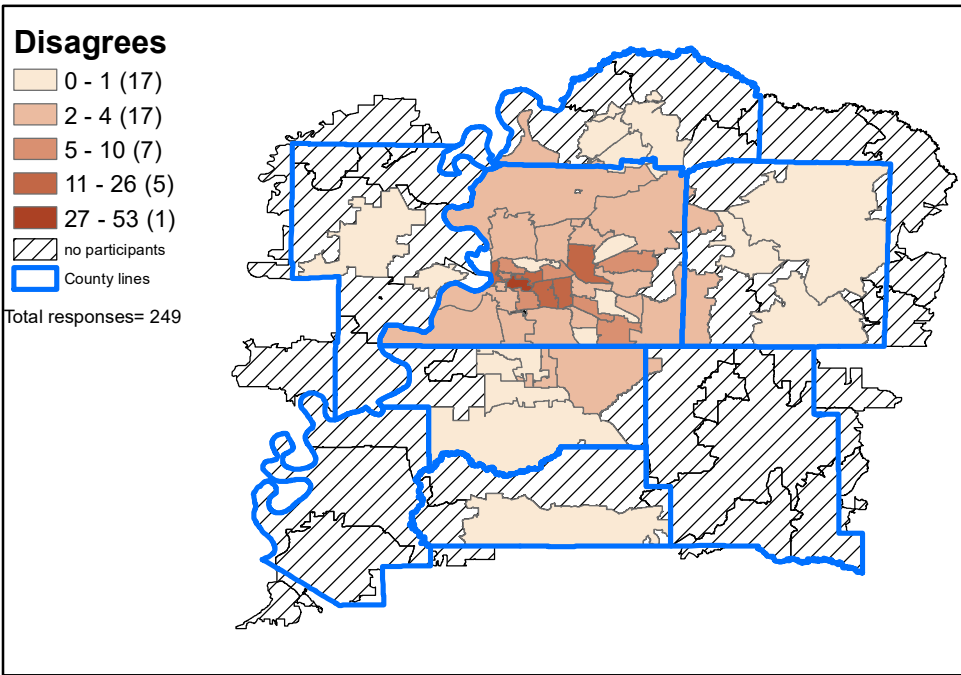 Disagrees
0 - 1 (17)
2 - 4 (17)
5 - 10 (7)
11 - 26 (5)
27 - 53 (1)
no participants
County lines
Total responses= 249